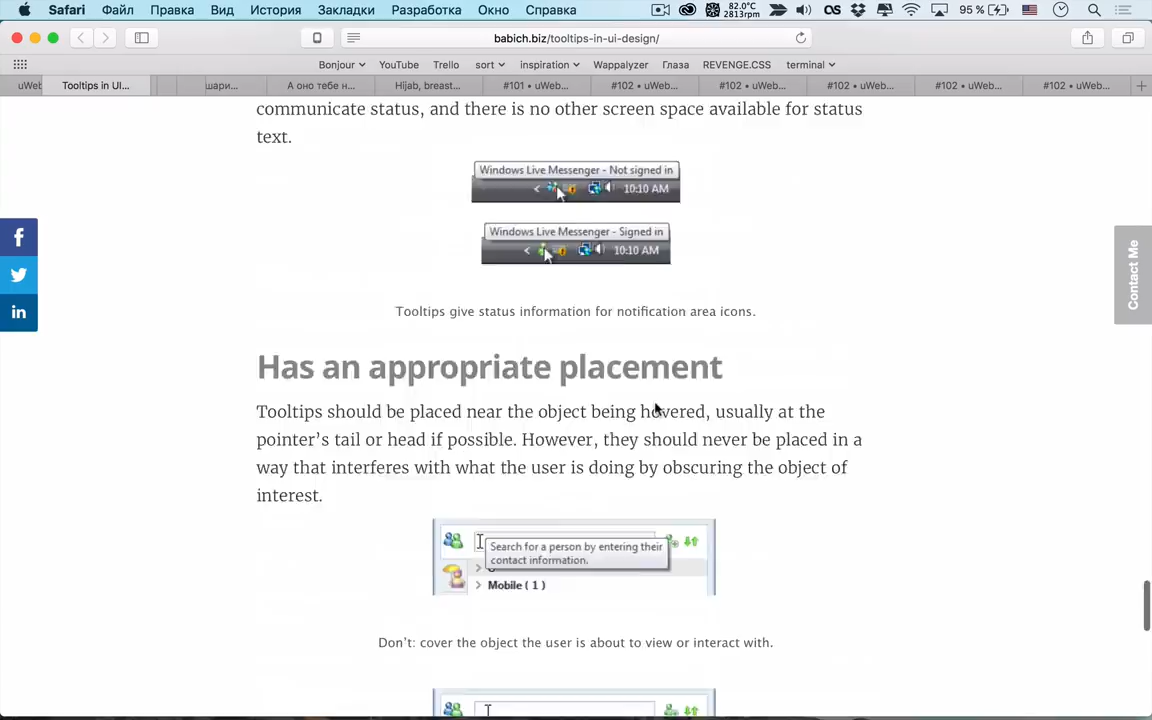 Safari Файл Правка Вид История Закладки Разработка Окно Справка 82.0°C 2813rpm OS 95 %
babich.biz/tooltips-in-ui-design/
Bonjour YouTube Trello sort inspiration Wappalyzer Глаза REVENGE.CSS terminal
uWeb Tooltips in UI... шари... А оно тебе н... Hijab, breast... #101 • uWeb... #102 • uWeb... #102 • uWeb... #102 • uWeb... #102 • uWeb... #102 • uWeb...
communicate status, and there is no other screen space available for status
text.
Windows Live Messenger - Not signed in
10:10 AM
Windows Live Messenger - Signed in
10:10 AM
Tooltips give status information for notification area icons.
Contact Me
Has an appropriate placement
Tooltips should be placed near the object being hovered, usually at the
pointer’s tail or head if possible. However, they should never be placed in a
way that interferes with what the user is doing by obscuring the object of
interest.
Search for a person by entering their
contact information.
Mobile ( 1 )
Don’t: cover the object the user is about to view or interact with.